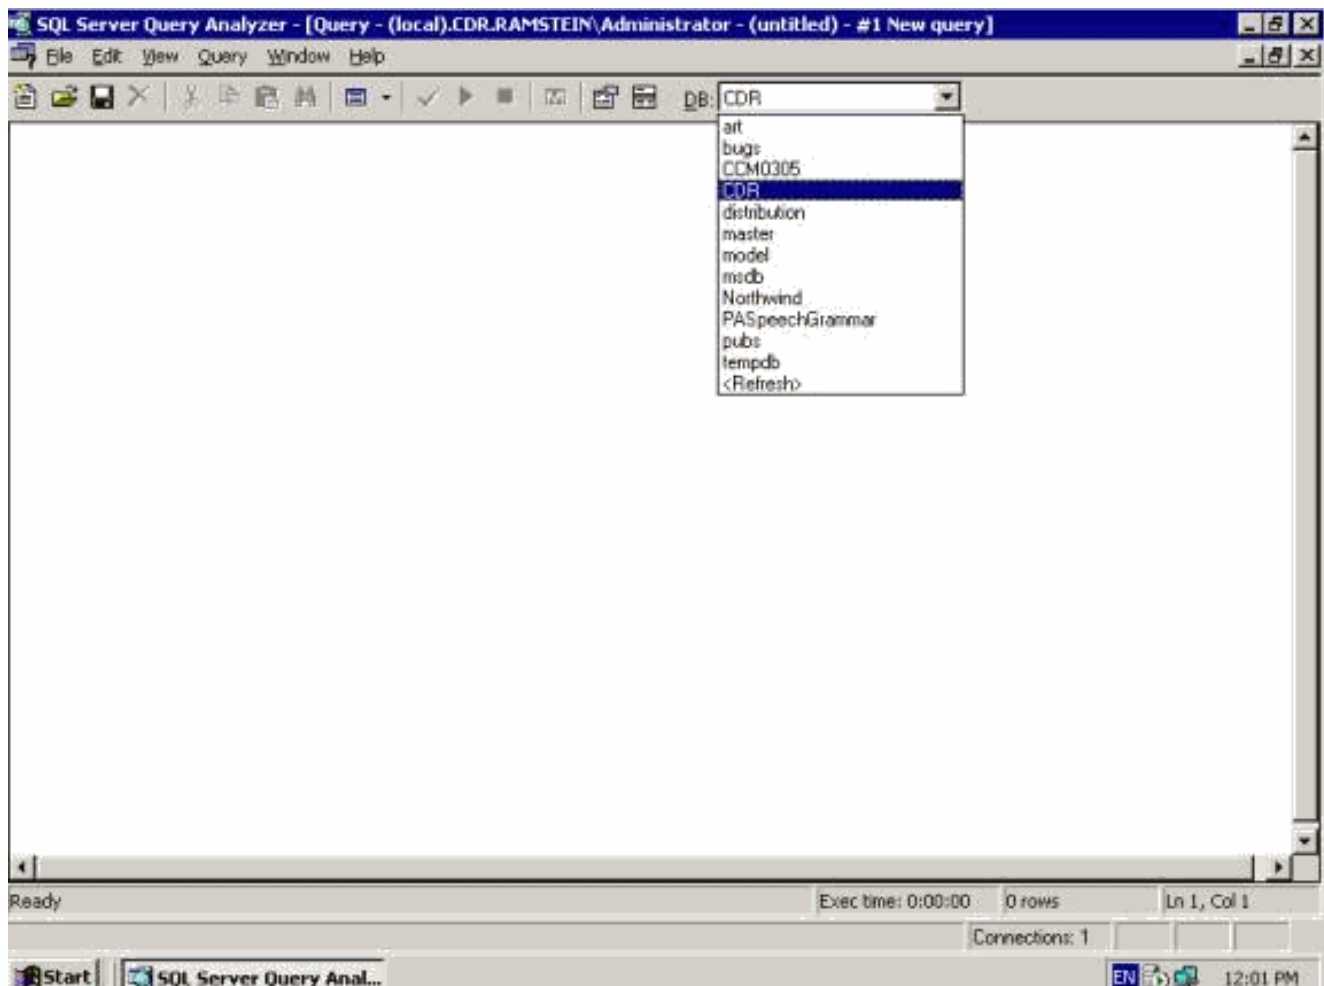 SQL Server Query Analyzer - [Query - (local).CDR.RAMSTEIN\Administrator - (untitled) - #1 New query]
File Edit View Query Window Help
DB: CDR
art
bugs
CCM0305
CDR
distribution
master
model
msdb
Northwind
PASpeechGrammar
pubs
tempdb
<Refresh>
Ready Exec time: 0:00:00 0 rows Ln 1, Col 1
Connections: 1
Start SQL Server Query Anal... EN 12:01 PM